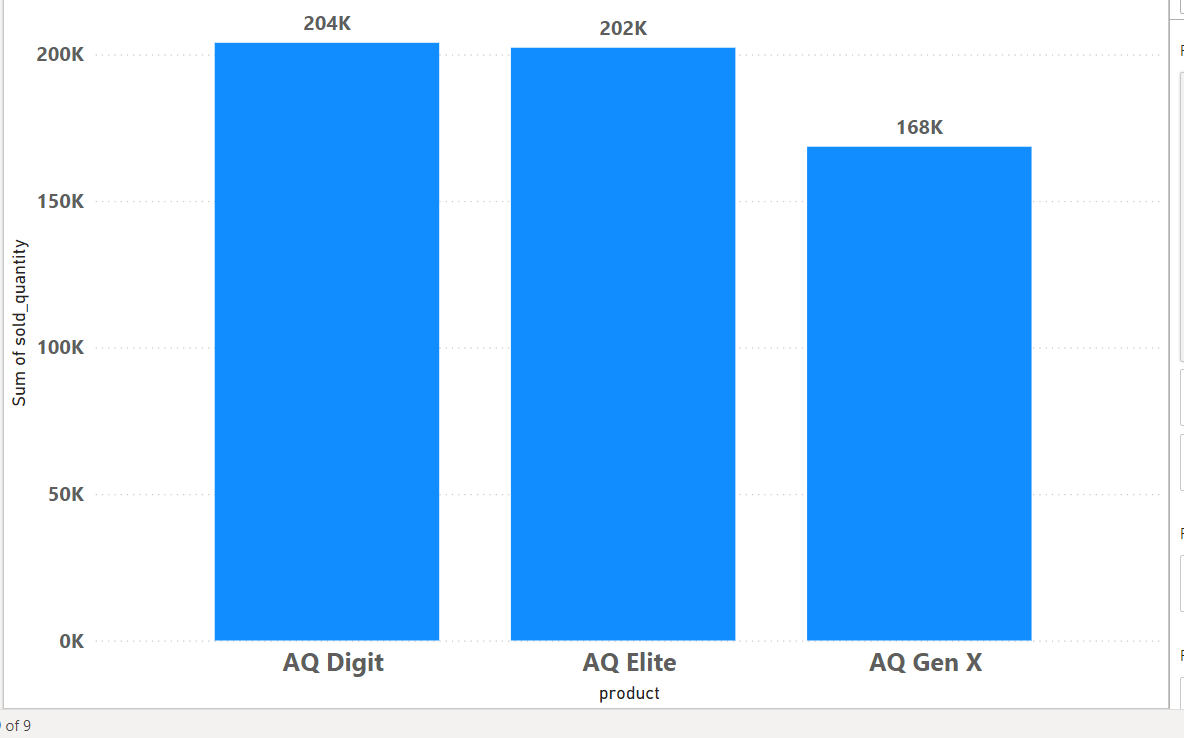 204K
202K
200K
168K
150K
Sum of sold_quantity
100K
50K
0K
AQ Digit
AQ Elite
AQ Gen X
product
of 9